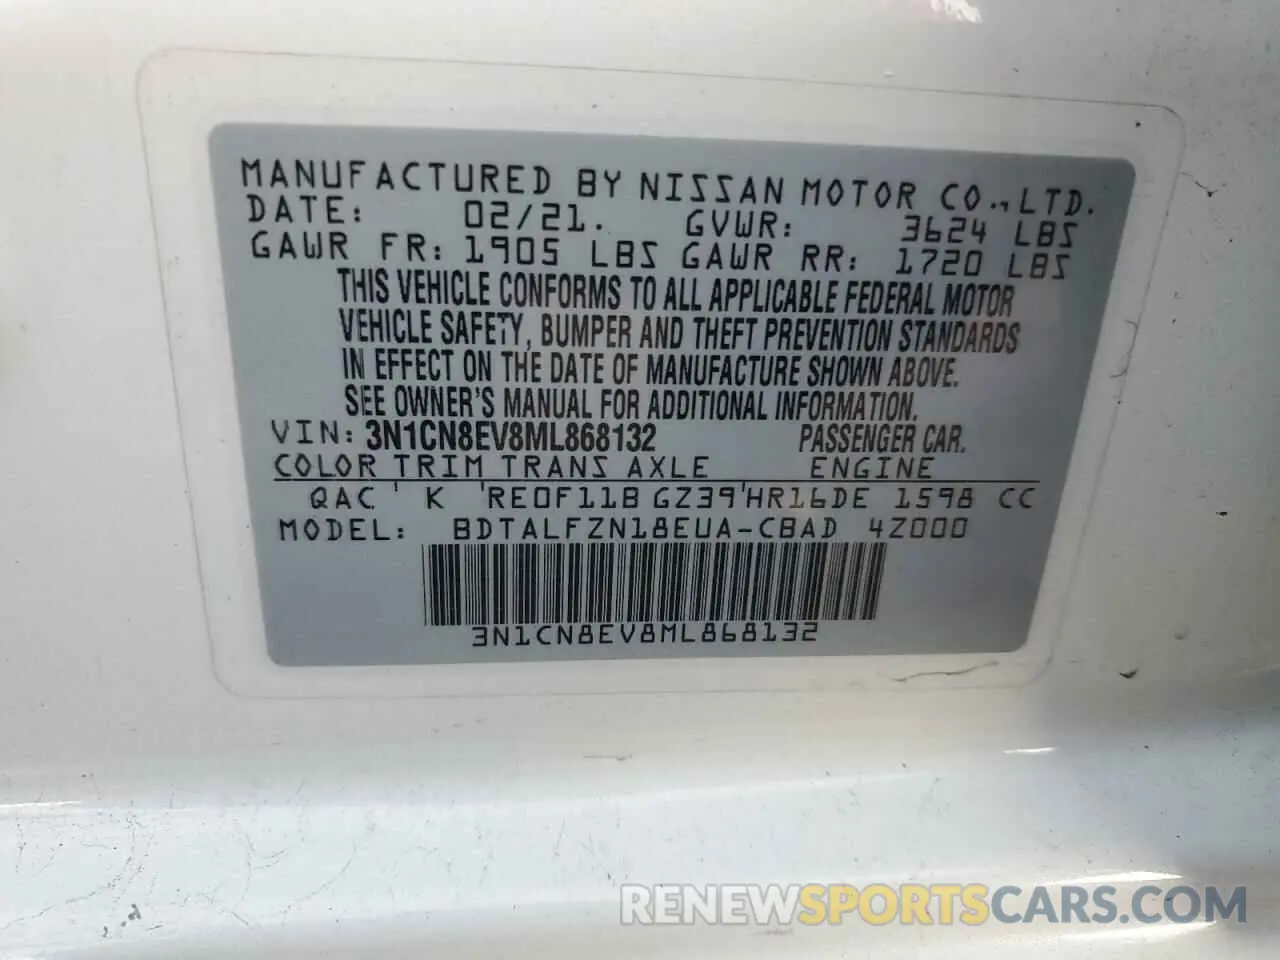 MANUFACTURED BY NISSAN MOTOR CO., LTD.
DATE: 02/21. GVWR: 3624 LBS
GAWR FR: 1905 LBS GAWR RR: 1720 LBS
THIS VEHICLE CONFORMS TO ALL APPLICABLE FEDERAL MOTOR
VEHICLE SAFETY, BUMPER AND THEFT PREVENTION STANDARDS
IN EFFECT ON THE DATE OF MANUFACTURE SHOWN ABOVE.
SEE OWNER'S MANUAL FOR ADDITIONAL INFORMATION.
VIN: 3N1CN8EV8ML868132 PASSENGER CAR.
COLOR TRIM TRANS AXLE ENGINE
QAC ' K 'RE0F11B GZ39'HR16DE 1598 CC
MODEL: BDTALFZN18EUA-CBAD 4Z000
3N1CN8EV8ML868132
RENEWSPORTSCARS.COM